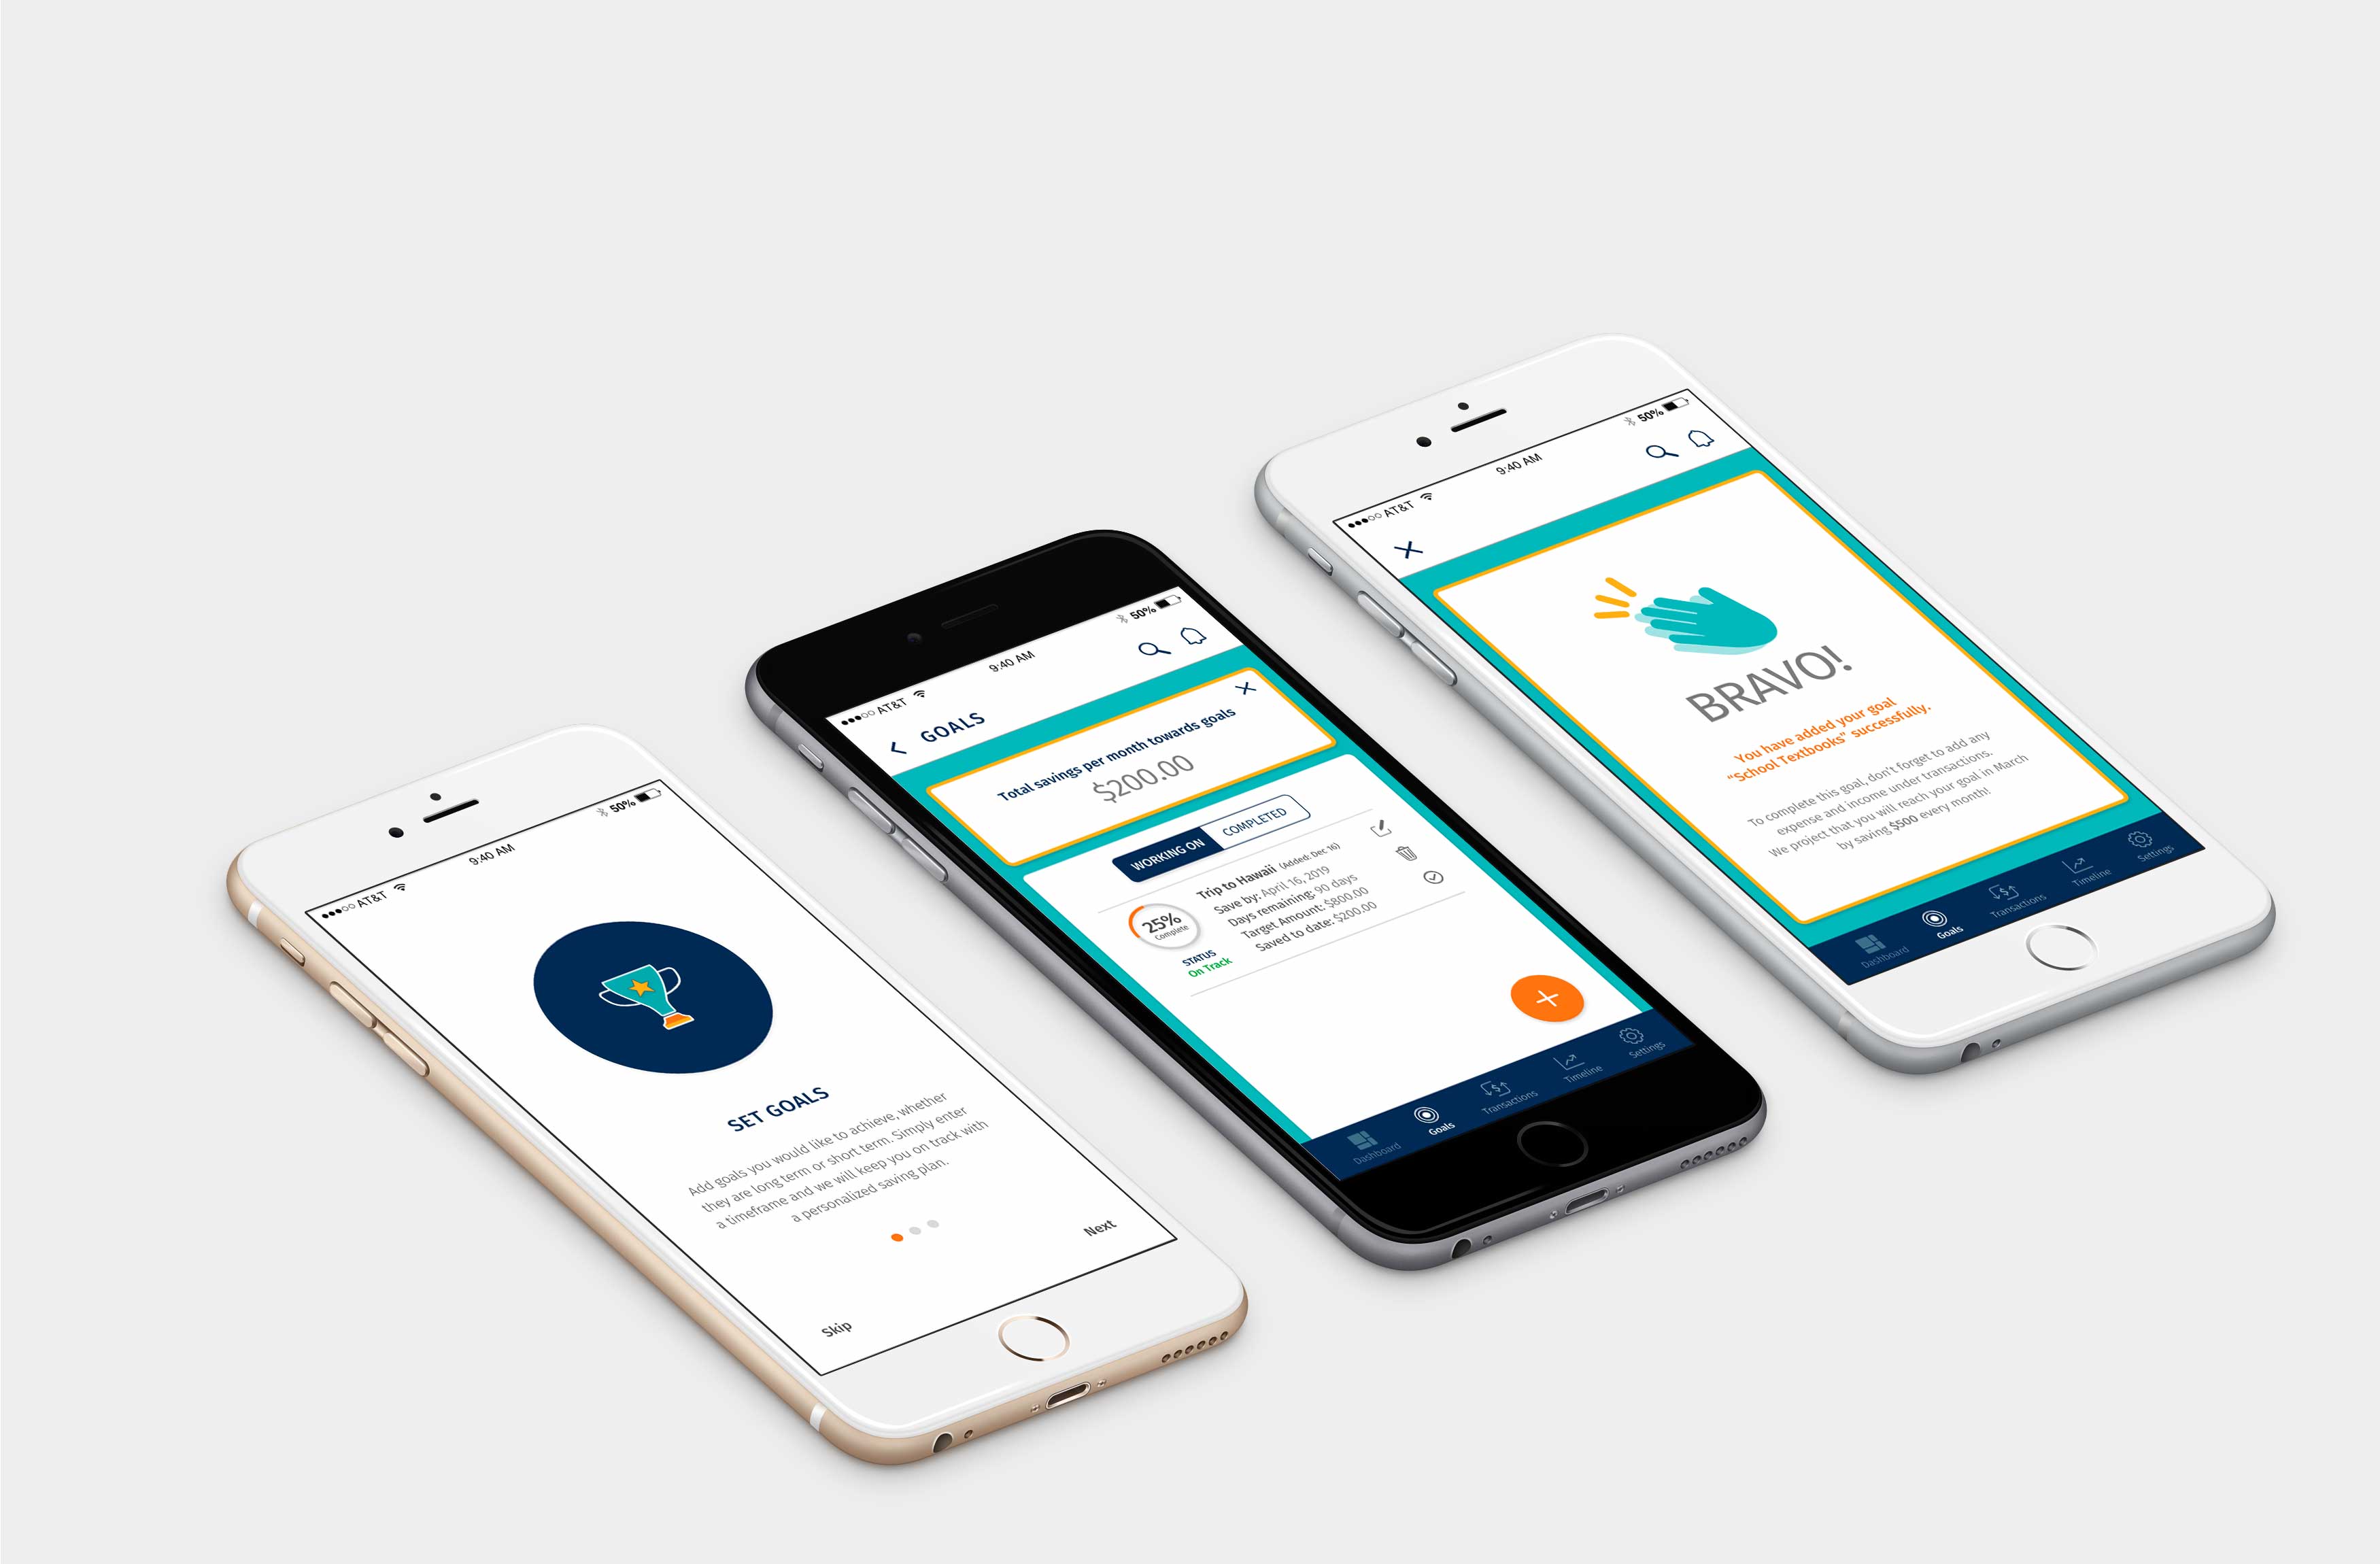 AT&T
9:40 AM
50%
SET GOALS
Add goals you would like to achieve, whether
they are long term or short term. Simply enter
a timeframe and we will keep you on track with
a personalized saving plan.
Skip
Next
AT&T
9:40 AM
50%
GOALS
Total savings per month towards goals
$200.00
WORKING ON
COMPLETED
25%
Complete
STATUS
On Track
Trip to Hawaii (Added: Dec 16)
Save by: April 16, 2019
Days remaining: 90 days
Target Amount: $800.00
Saved to date: $200.00
+
Dashboard
Goals
Transactions
Timeline
Settings
AT&T
9:40 AM
50%
BRAVO!
You have added your goal
“School Textbooks” successfully.
To complete this goal, don't forget to add any
expense and income under transactions.
We project that you will reach your goal in March
by saving $500 every month!
Dashboard
Goals
Transactions
Timeline
Settings